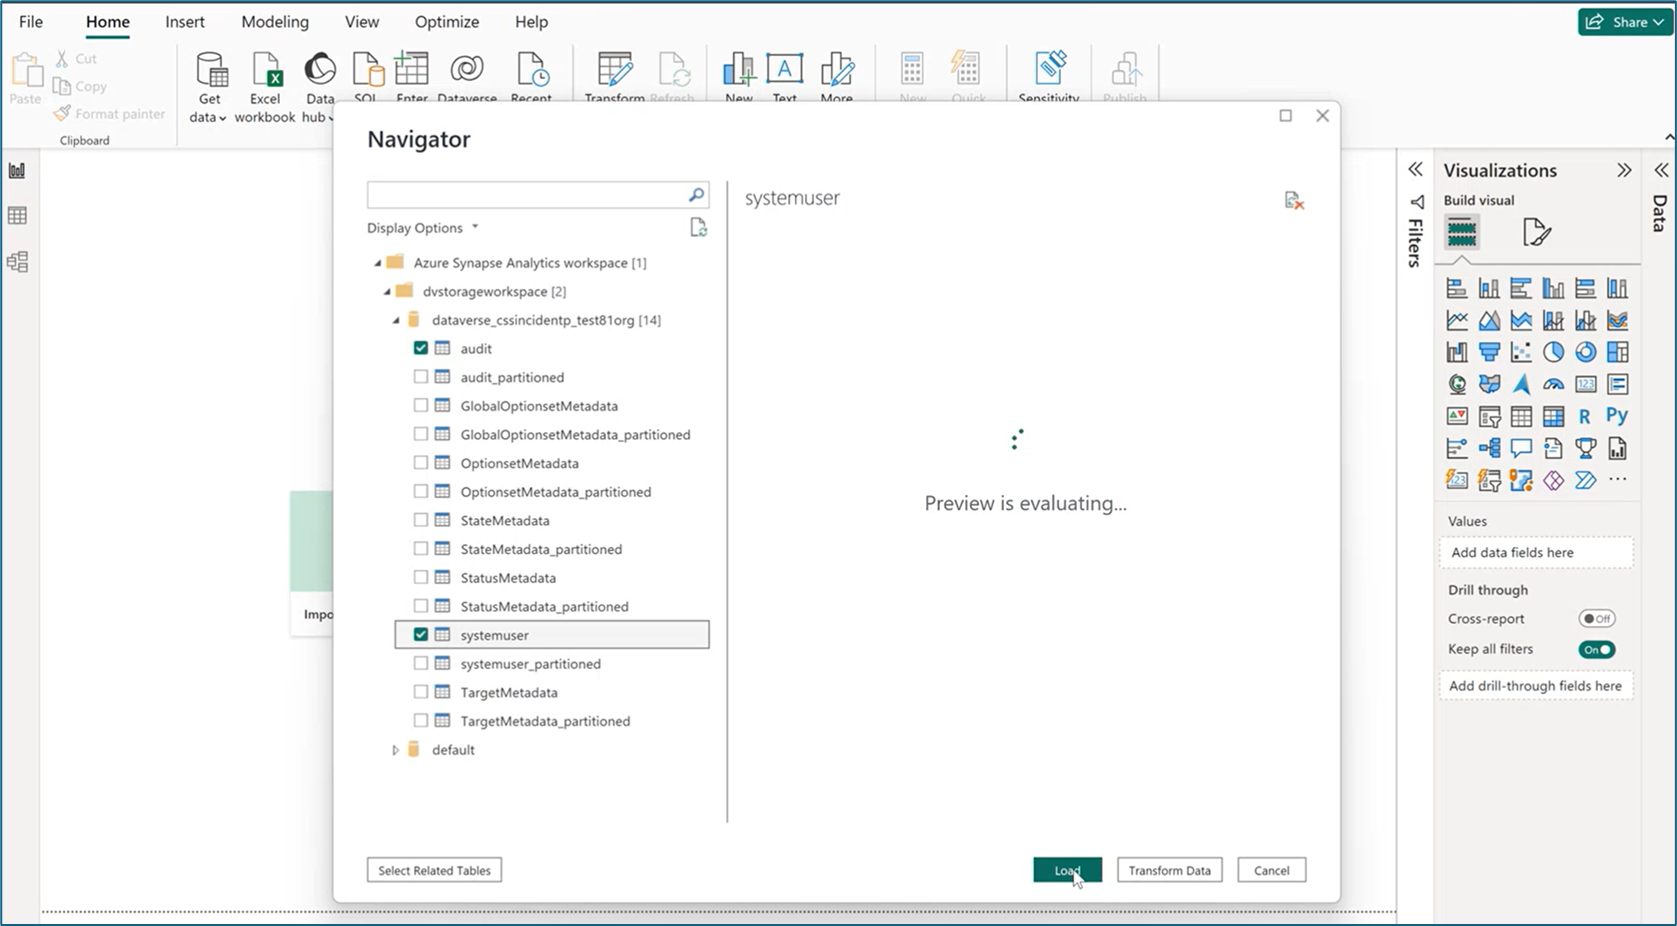 File Home Insert Modeling View Optimize Help Share
Cut
Copy
Format painter
Paste
Clipboard
Get data
Excel workbook
Data hub
SQL
Enter
Dataverse
Recent
Transform
Refresh
New
Text
More
New
Quick
Sensitivity
Publish
Navigator
Display Options
Azure Synapse Analytics workspace [1]
dvstorageworkspace [2]
dataverse_cssincidentp_test81org [14]
audit
audit_partitioned
GlobalOptionsetMetadata
GlobalOptionsetMetadata_partitioned
OptionsetMetadata
OptionsetMetadata_partitioned
StateMetadata
StateMetadata_partitioned
StatusMetadata
StatusMetadata_partitioned
systemuser
systemuser_partitioned
TargetMetadata
TargetMetadata_partitioned
default
systemuser
Preview is evaluating...
Select Related Tables
Load
Transform Data
Cancel
Impo
Filters
Visualizations
Build visual
R
Py
123
123
Values
Add data fields here
Drill through
Cross-report Off
Keep all filters On
Add drill-through fields here
Data